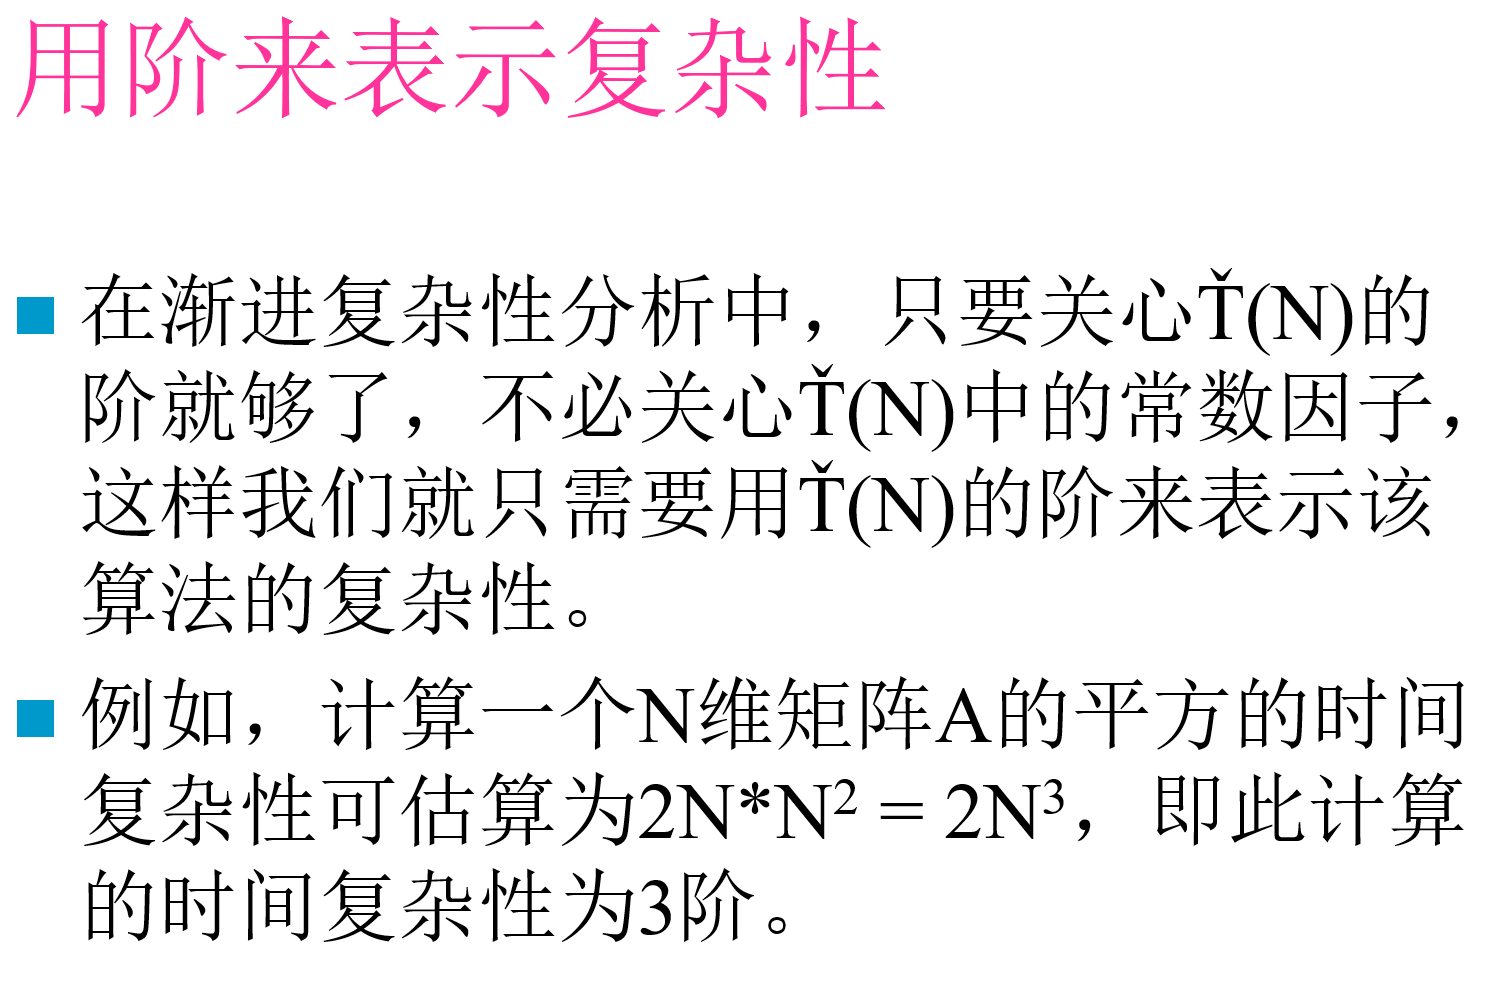 用阶来表示复杂性
在渐进复杂性分析中，只要关心Ť(N)的
阶就够了，不必关心Ť(N)中的常数因子，
这样我们就只需要用Ť(N)的阶来表示该
算法的复杂性。
例如，计算一个N维矩阵A的平方的时间
复杂性可估算为2N*N² = 2N³，即此计算
的时间复杂性为3阶。